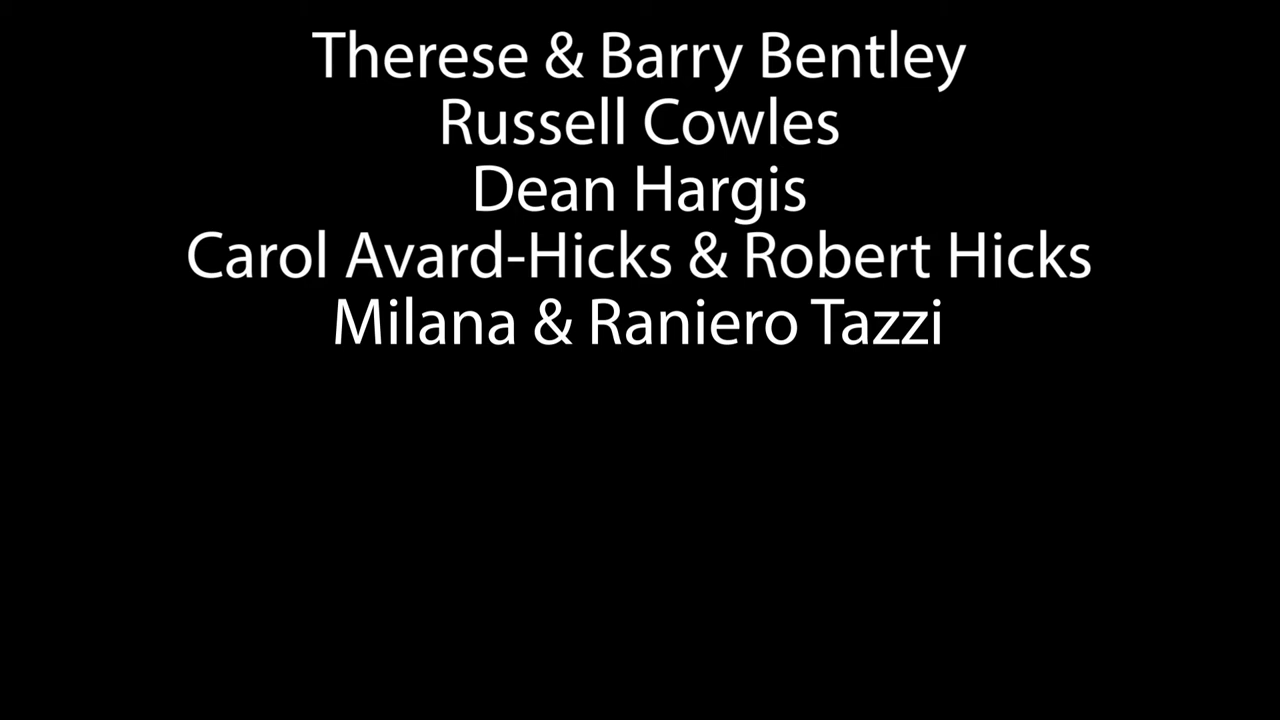 Therese & Barry Bentley
Russell Cowles
Dean Hargis
Carol Avard-Hicks & Robert Hicks
Milana & Raniero Tazzi